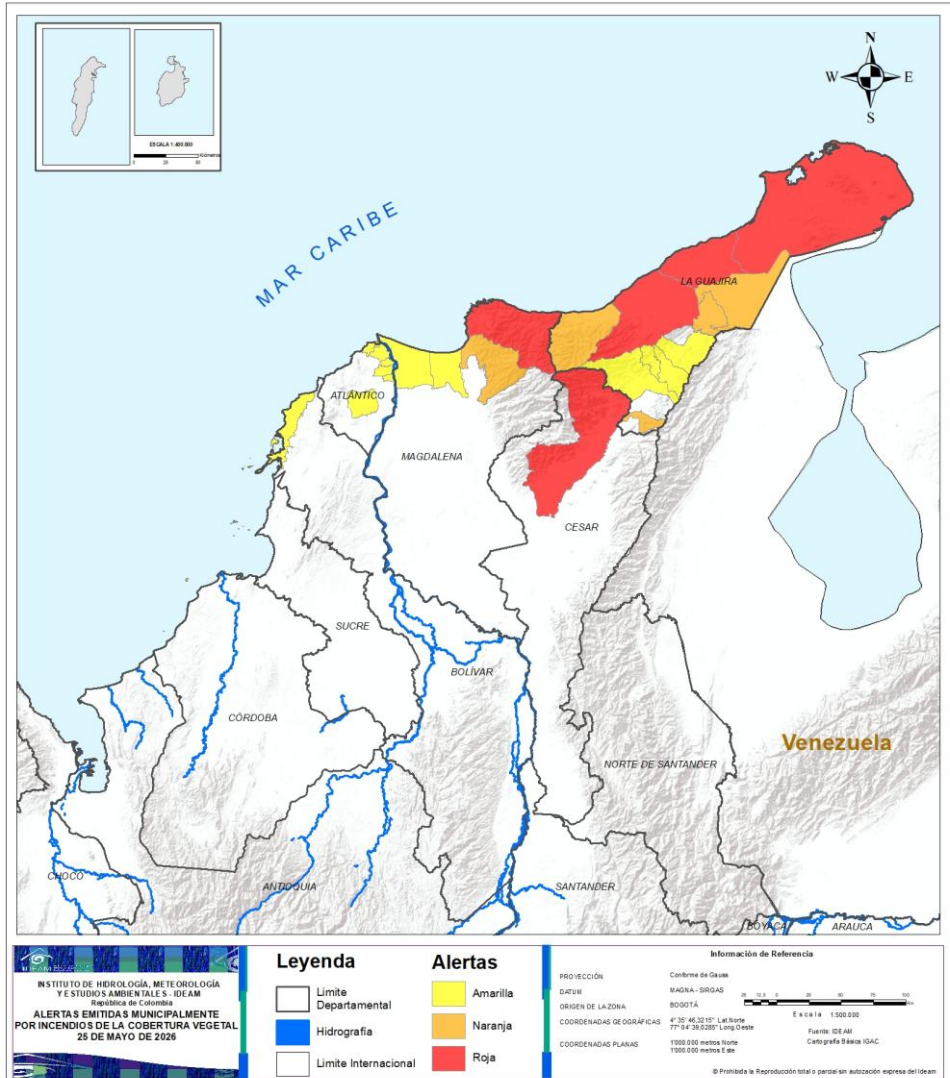 N
W
E
S
ESCALA 1:400.000
Kilómetros
MAR CARIBE
LA GUAJIRA
ATLÁNTICO
MAGDALENA
CESAR
SUCRE
BOLÍVAR
CÓRDOBA
Venezuela
NORTE DE SANTANDER
CHOCÓ
ANTIOQUIA
SANTANDER
BOYACÁ
ARAUCA
IDEAM
INSTITUTO DE HIDROLOGÍA, METEOROLOGÍA
Y ESTUDIOS AMBIENTALES - IDEAM
República de Colombia
ALERTAS EMITIDAS MUNICIPALMENTE
POR INCENDIOS DE LA COBERTURA VEGETAL
25 DE MAYO DE 2026
Leyenda
Limite
Departamental
Hidrografía
Limite Internacional
Alertas
Amarilla
Naranja
Roja
Información de Referencia
PROYECCIÓN
Conforme de Gauss
DATUM
MAGNA - SIRGAS
ORIGEN DE LA ZONA
BOGOTÁ
COORDENADAS GEOGRÁFICAS
4° 35' 46,3215" Lat.Norte
77° 04' 39,0285" Long.Oeste
COORDENADAS PLANAS
1'000.000 metros Norte
1'000.000 metros Este
Escala 1:500.000
Fuente: IDEAM
Cartografía Básica IGAC
© Prohibida la Reproducción total o parcial sin autozación expresa del Ideam